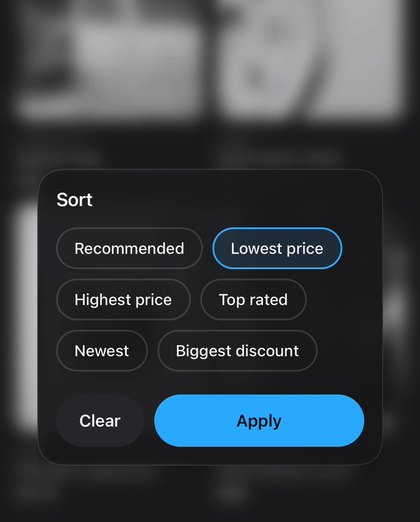 Sort
Recommended
Lowest price
Highest price
Top rated
Newest
Biggest discount
Clear
Apply